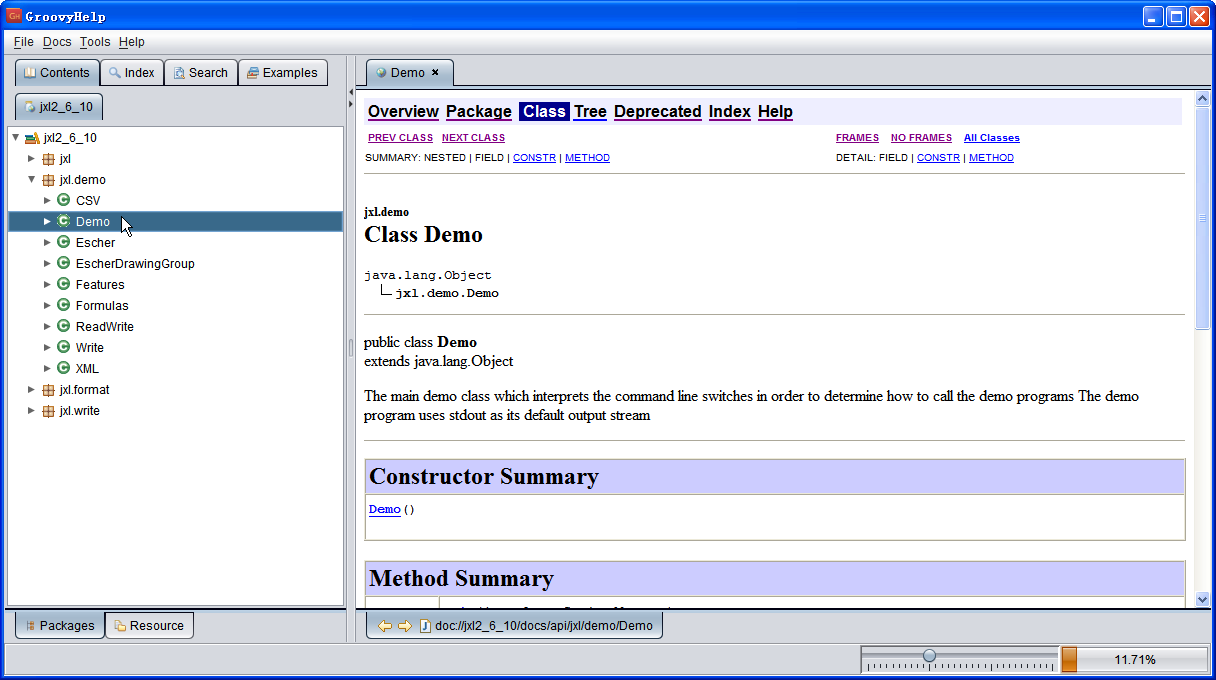 GroovyHelp
File Docs Tools Help
Contents Index Search Examples
jxl2_6_10
jxl2_6_10
jxl
jxl.demo
CSV
Demo
Escher
EscherDrawingGroup
Features
Formulas
ReadWrite
Write
XML
jxl.format
jxl.write
Packages Resource
Demo
Overview Package Class Tree Deprecated Index Help
PREV CLASS NEXT CLASS FRAMES NO FRAMES All Classes
SUMMARY: NESTED | FIELD | CONSTR | METHOD DETAIL: FIELD | CONSTR | METHOD
jxl.demo
Class Demo
java.lang.Object
jxl.demo.Demo
public class Demo
extends java.lang.Object
The main demo class which interprets the command line switches in order to determine how to call the demo programs The demo
program uses stdout as its default output stream
Constructor Summary
Demo()
Method Summary
doc://jxl2_6_10/docs/api/jxl/demo/Demo
11.71%